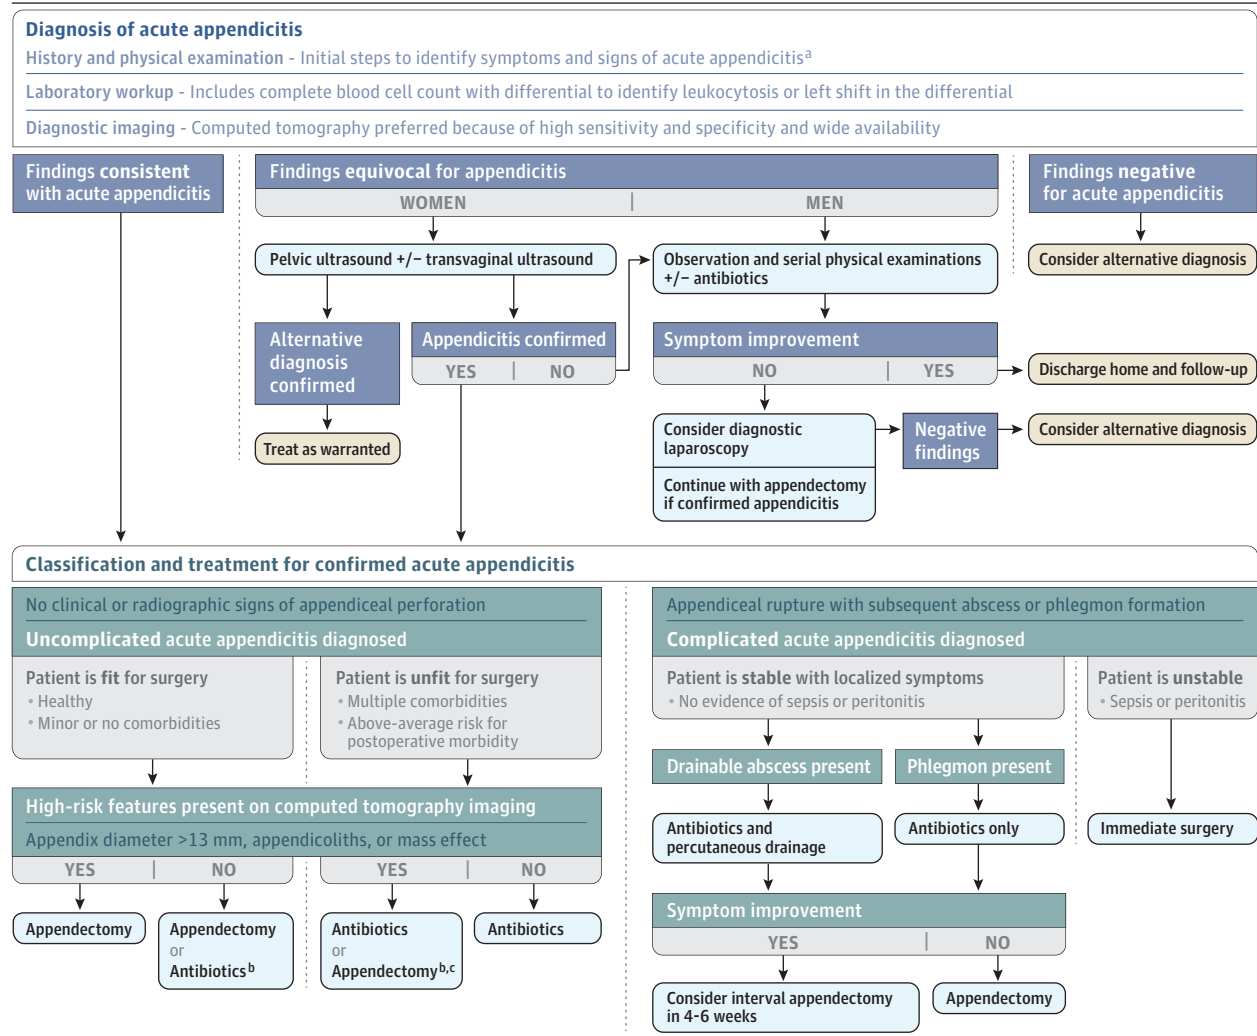 Diagnosis of acute appendicitis
History and physical examination - Initial steps to identify symptoms and signs of acute appendicitisᵃ
Laboratory workup - Includes complete blood cell count with differential to identify leukocytosis or left shift in the differential
Diagnostic imaging - Computed tomography preferred because of high sensitivity and specificity and wide availability
Findings consistent
with acute appendicitis
Findings equivocal for appendicitis
WOMEN | MEN
Findings negative
for acute appendicitis
Pelvic ultrasound +/− transvaginal ultrasound
Observation and serial physical examinations
+/− antibiotics
Consider alternative diagnosis
Alternative
diagnosis
confirmed
Appendicitis confirmed
YES | NO
Symptom improvement
NO | YES
Discharge home and follow-up
Treat as warranted
Consider diagnostic
laparoscopy
Continue with appendectomy
if confirmed appendicitis
Negative
findings
Consider alternative diagnosis
Classification and treatment for confirmed acute appendicitis
No clinical or radiographic signs of appendiceal perforation
Uncomplicated acute appendicitis diagnosed
Patient is fit for surgery
• Healthy
• Minor or no comorbidities
Patient is unfit for surgery
• Multiple comorbidities
• Above-average risk for
postoperative morbidity
High-risk features present on computed tomography imaging
Appendix diameter >13 mm, appendicoliths, or mass effect
YES | NO
YES | NO
Appendectomy
Appendectomy
or
Antibioticsᵇ
Antibiotics
or
Appendectomyᵇ,ᶜ
Antibiotics
Appendiceal rupture with subsequent abscess or phlegmon formation
Complicated acute appendicitis diagnosed
Patient is stable with localized symptoms
• No evidence of sepsis or peritonitis
Patient is unstable
• Sepsis or peritonitis
Drainable abscess present
Phlegmon present
Antibiotics and
percutaneous drainage
Antibiotics only
Immediate surgery
Symptom improvement
YES | NO
Consider interval appendectomy
in 4-6 weeks
Appendectomy